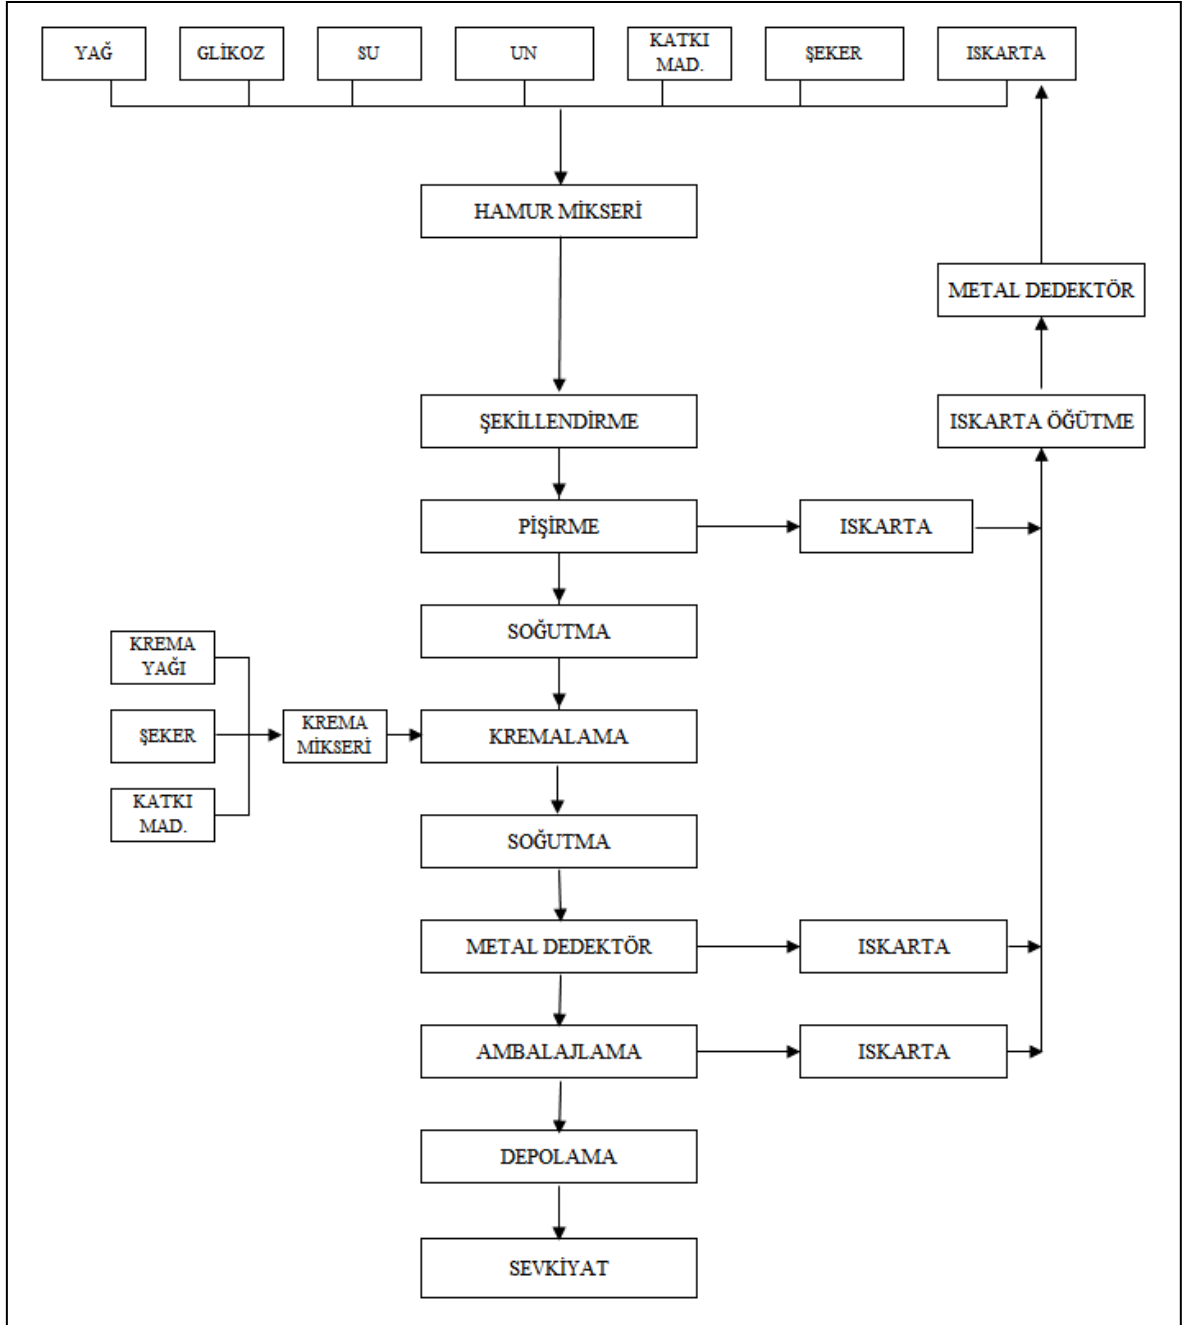 YAĞ
GLİKOZ
SU
UN
KATKI
MAD.
ŞEKER
ISKARTA
HAMUR MİKSERİ
METAL DEDEKTÖR
ŞEKİLLENDİRME
ISKARTA ÖĞÜTME
PİŞİRME
ISKARTA
SOĞUTMA
KREMA
YAĞI
ŞEKER
KREMA
MİKSERİ
KREMALAMA
KATKI
MAD.
SOĞUTMA
METAL DEDEKTÖR
ISKARTA
AMBALAJLAMA
ISKARTA
DEPOLAMA
SEVKİYAT